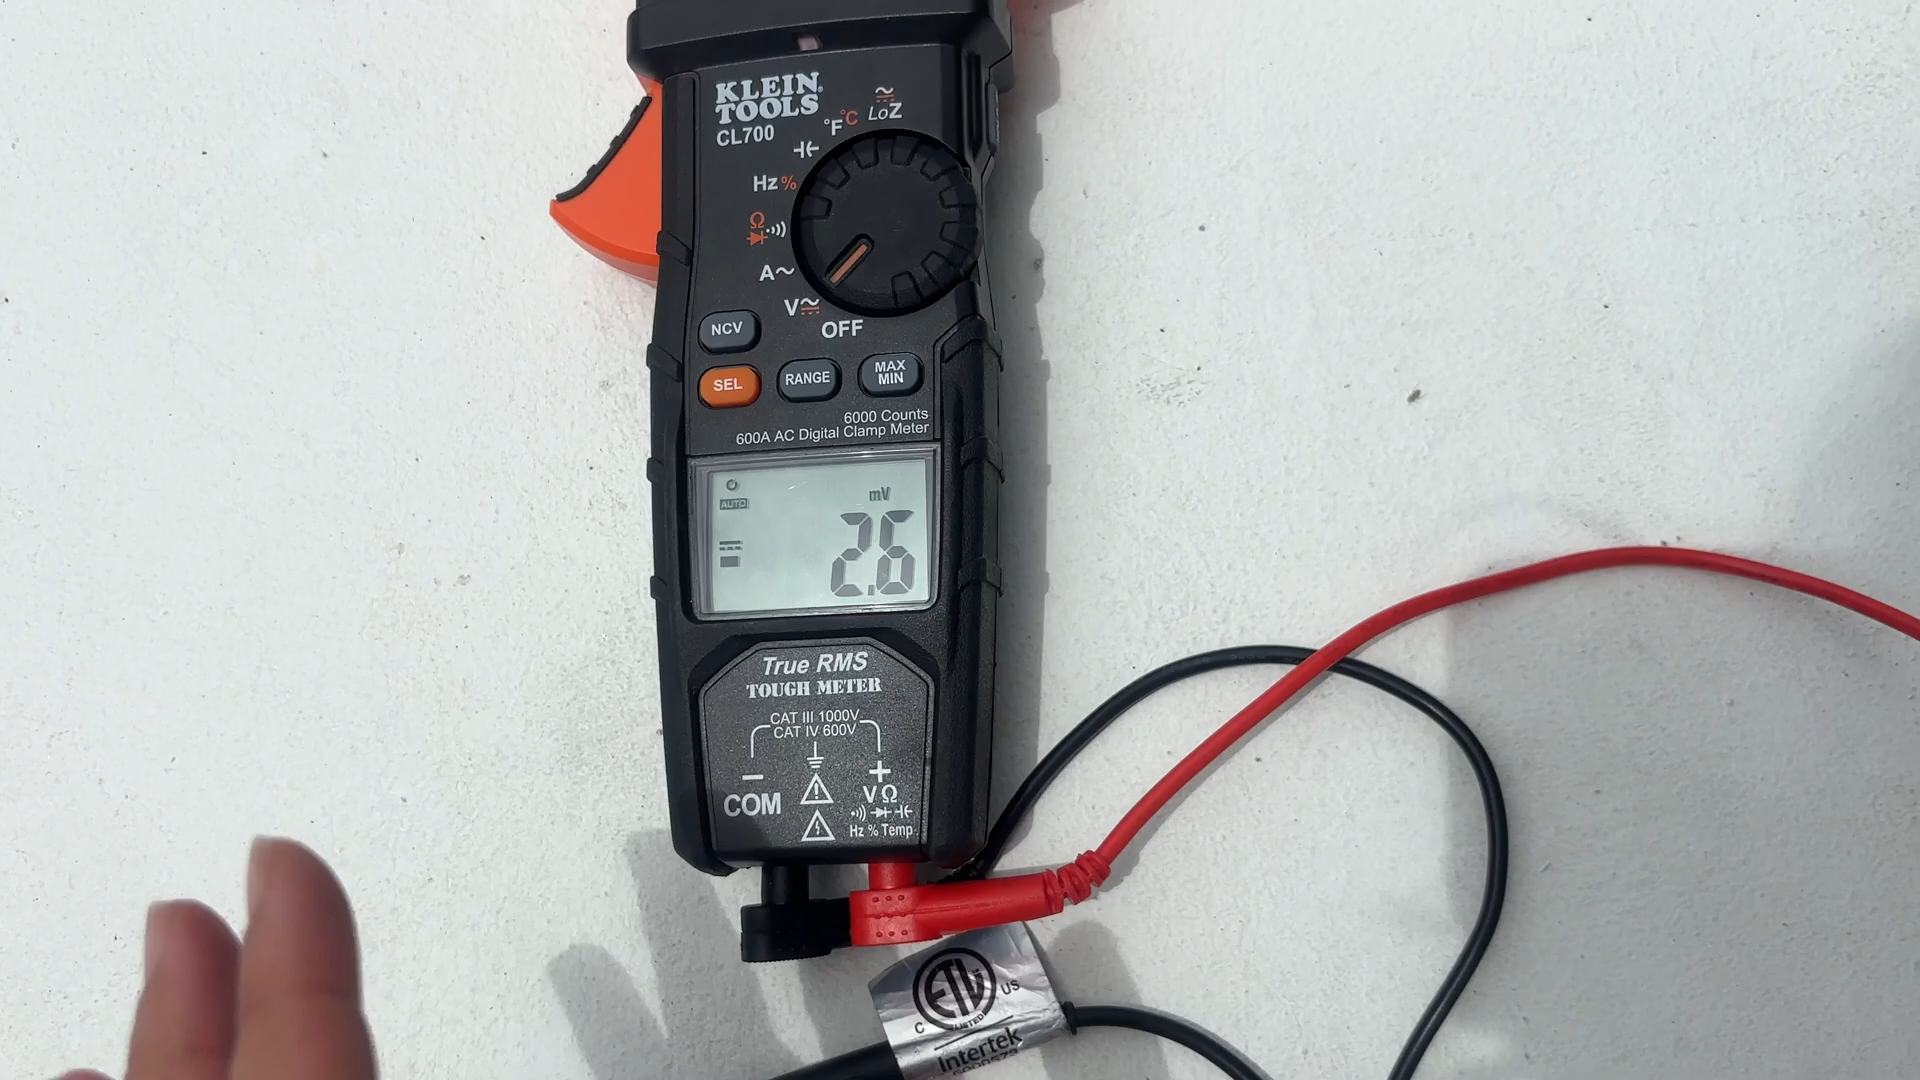 KLEIN
TOOLS®
CL700
LoZ
°F°C
Hz %
Ω
A~
V
OFF
NCV
SEL
RANGE
MAX
MIN
6000 Counts
600A AC Digital Clamp Meter
AUTO
mV
2.6
True RMS
TOUGH METER
CAT III 1000V
CAT IV 600V
− +
COM VΩ
Hz % Temp
ETL
C LISTED US
Intertek